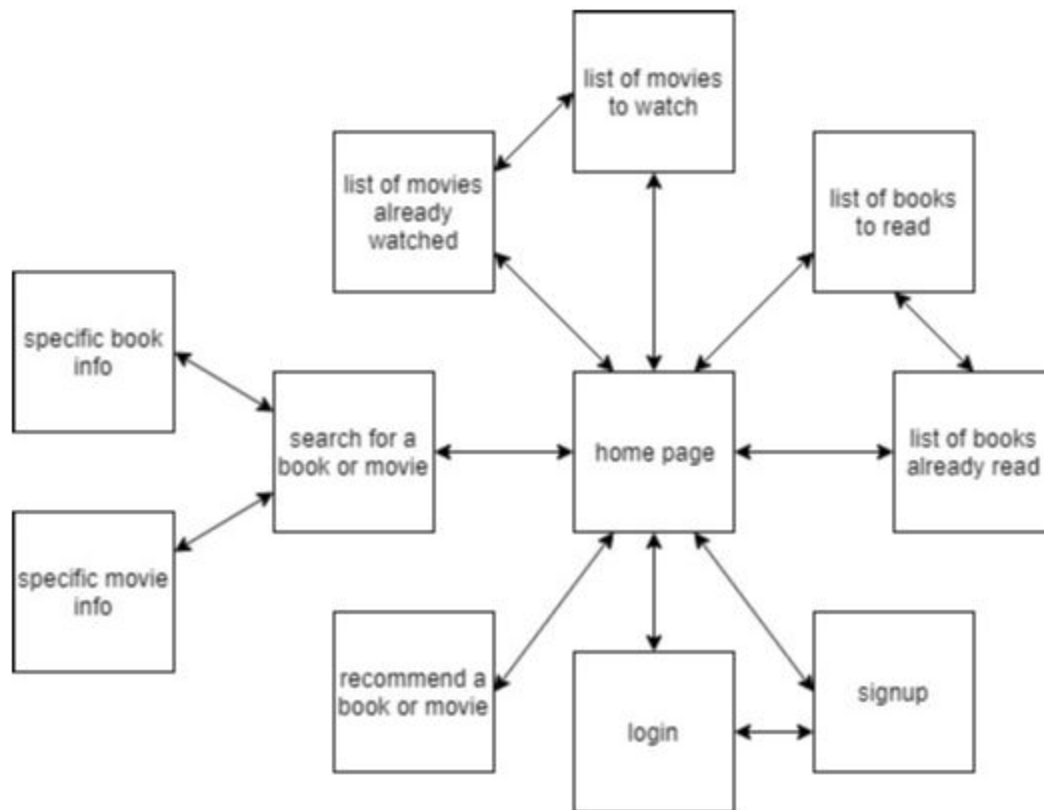 list of movies
to watch
list of movies
already
watched
list of books
to read
specific book
info
search for a
book or movie
home page
list of books
already read
specific movie
info
recommend a
book or movie
login
signup